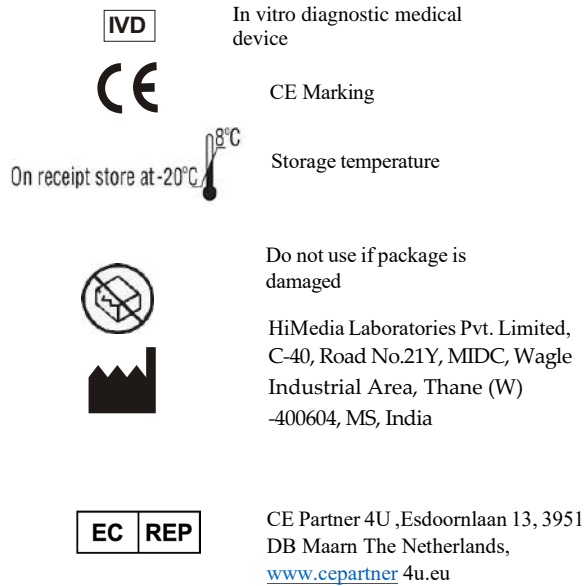 IVD
In vitro diagnostic medical
device
CE
CE Marking
8°C
On receipt store at -20°C
Storage temperature
Do not use if package is
damaged
HiMedia Laboratories Pvt. Limited,
C-40, Road No.21Y, MIDC, Wagle
Industrial Area, Thane (W)
-400604, MS, India
EC REP
CE Partner 4U ,Esdoornlaan 13, 3951
DB Maarn The Netherlands,
www.cepartner 4u.eu